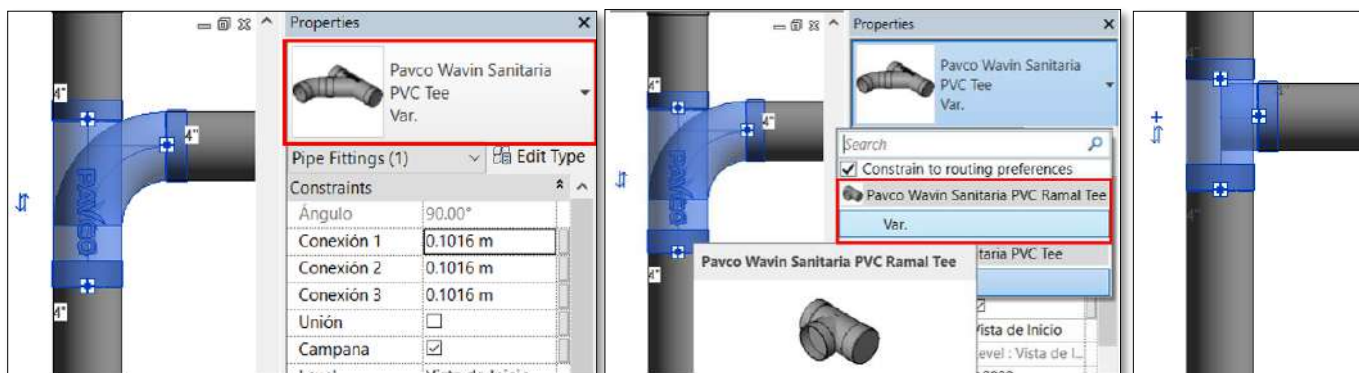 Properties
Pavco Wavin Sanitaria
PVC Tee
Var.
Pipe Fittings (1)
Edit Type
Constraints
Ángulo 90.00°
Conexión 1 0.1016 m
Conexión 2 0.1016 m
Conexión 3 0.1016 m
Unión
Campana
4"
4"
4"
PAVCO
Properties
Pavco Wavin Sanitaria
PVC Tee
Var.
Search
Constrain to routing preferences
Pavco Wavin Sanitaria PVC Ramal Tee
Var.
taria PVC Tee
Pavco Wavin Sanitaria PVC Ramal Tee
Vista de Inicio
evel : Vista de I...
4"
4"
4"
PAVCO
4"
4"
4"